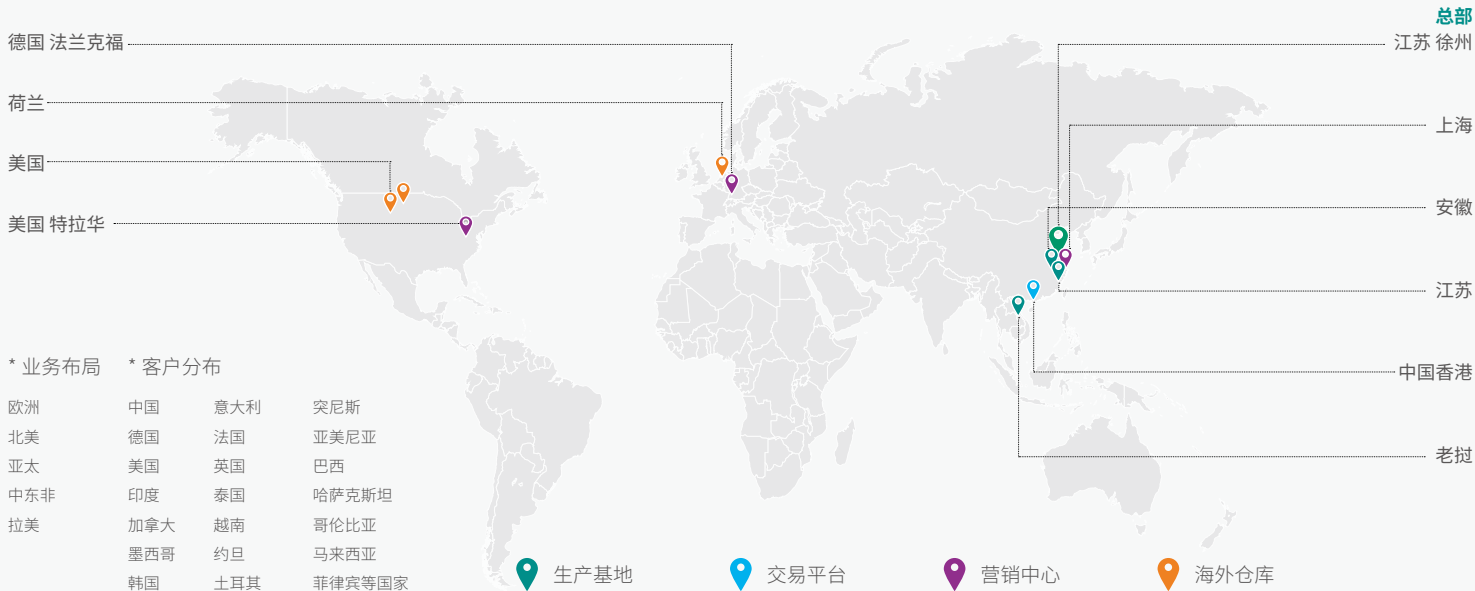 总部
德国 法兰克福
江苏 徐州
荷兰
上海
美国
安徽
美国 特拉华
江苏
中国香港
老挝
* 业务布局
欧洲
北美
亚太
中东非
拉美
* 客户分布
中国 意大利 突尼斯
德国 法国 亚美尼亚
美国 英国 巴西
印度 泰国 哈萨克斯坦
加拿大 越南 哥伦比亚
墨西哥 约旦 马来西亚
韩国 土耳其 菲律宾等国家
生产基地
交易平台
营销中心
海外仓库